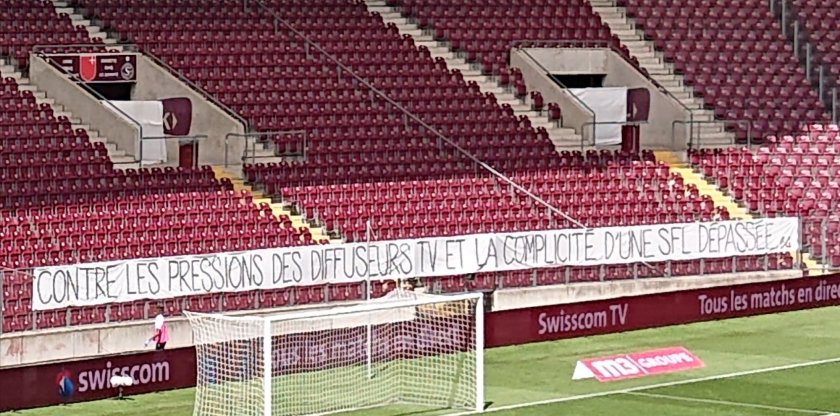 CONTRE LES PRESSIONS DES DIFFUSEURS TV ET LA COMPLICITÉ D'UNE SFL DÉPASSÉE...
Swisscom TV
Tous les matchs en direc
swisscom
M3 GROUPE